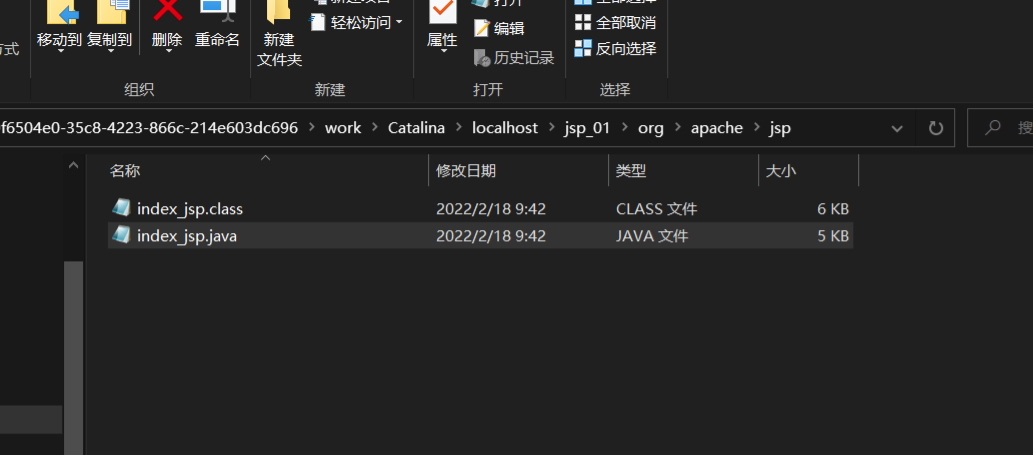 打开
全部取消
移动到 复制到 删除 重命名 新建 轻松访问 属性 编辑
方式
反向选择
文件夹
历史记录
组织 新建 打开 选择
f6504e0-35c8-4223-866c-214e603dc696 > work > Catalina > localhost > jsp_01 > org > apache > jsp
搜
名称 修改日期 类型 大小
index_jsp.class 2022/2/18 9:42 CLASS 文件 6 KB
index_jsp.java 2022/2/18 9:42 JAVA 文件 5 KB